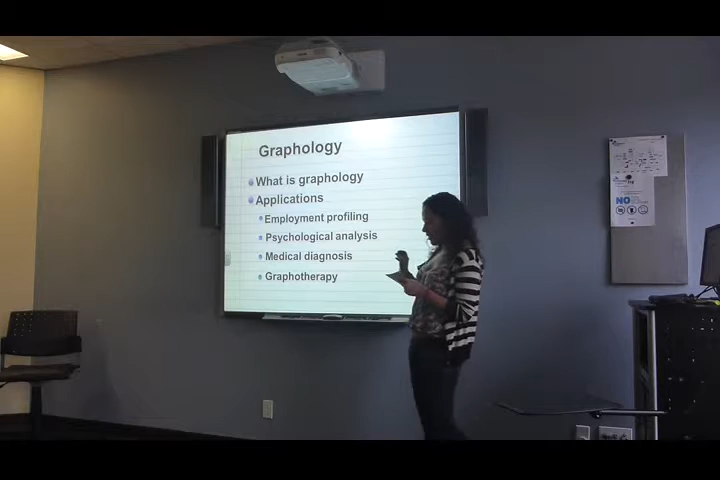 Graphology
What is graphology
Applications
Employment profiling
Psychological analysis
Medical diagnosis
Graphotherapy
NO